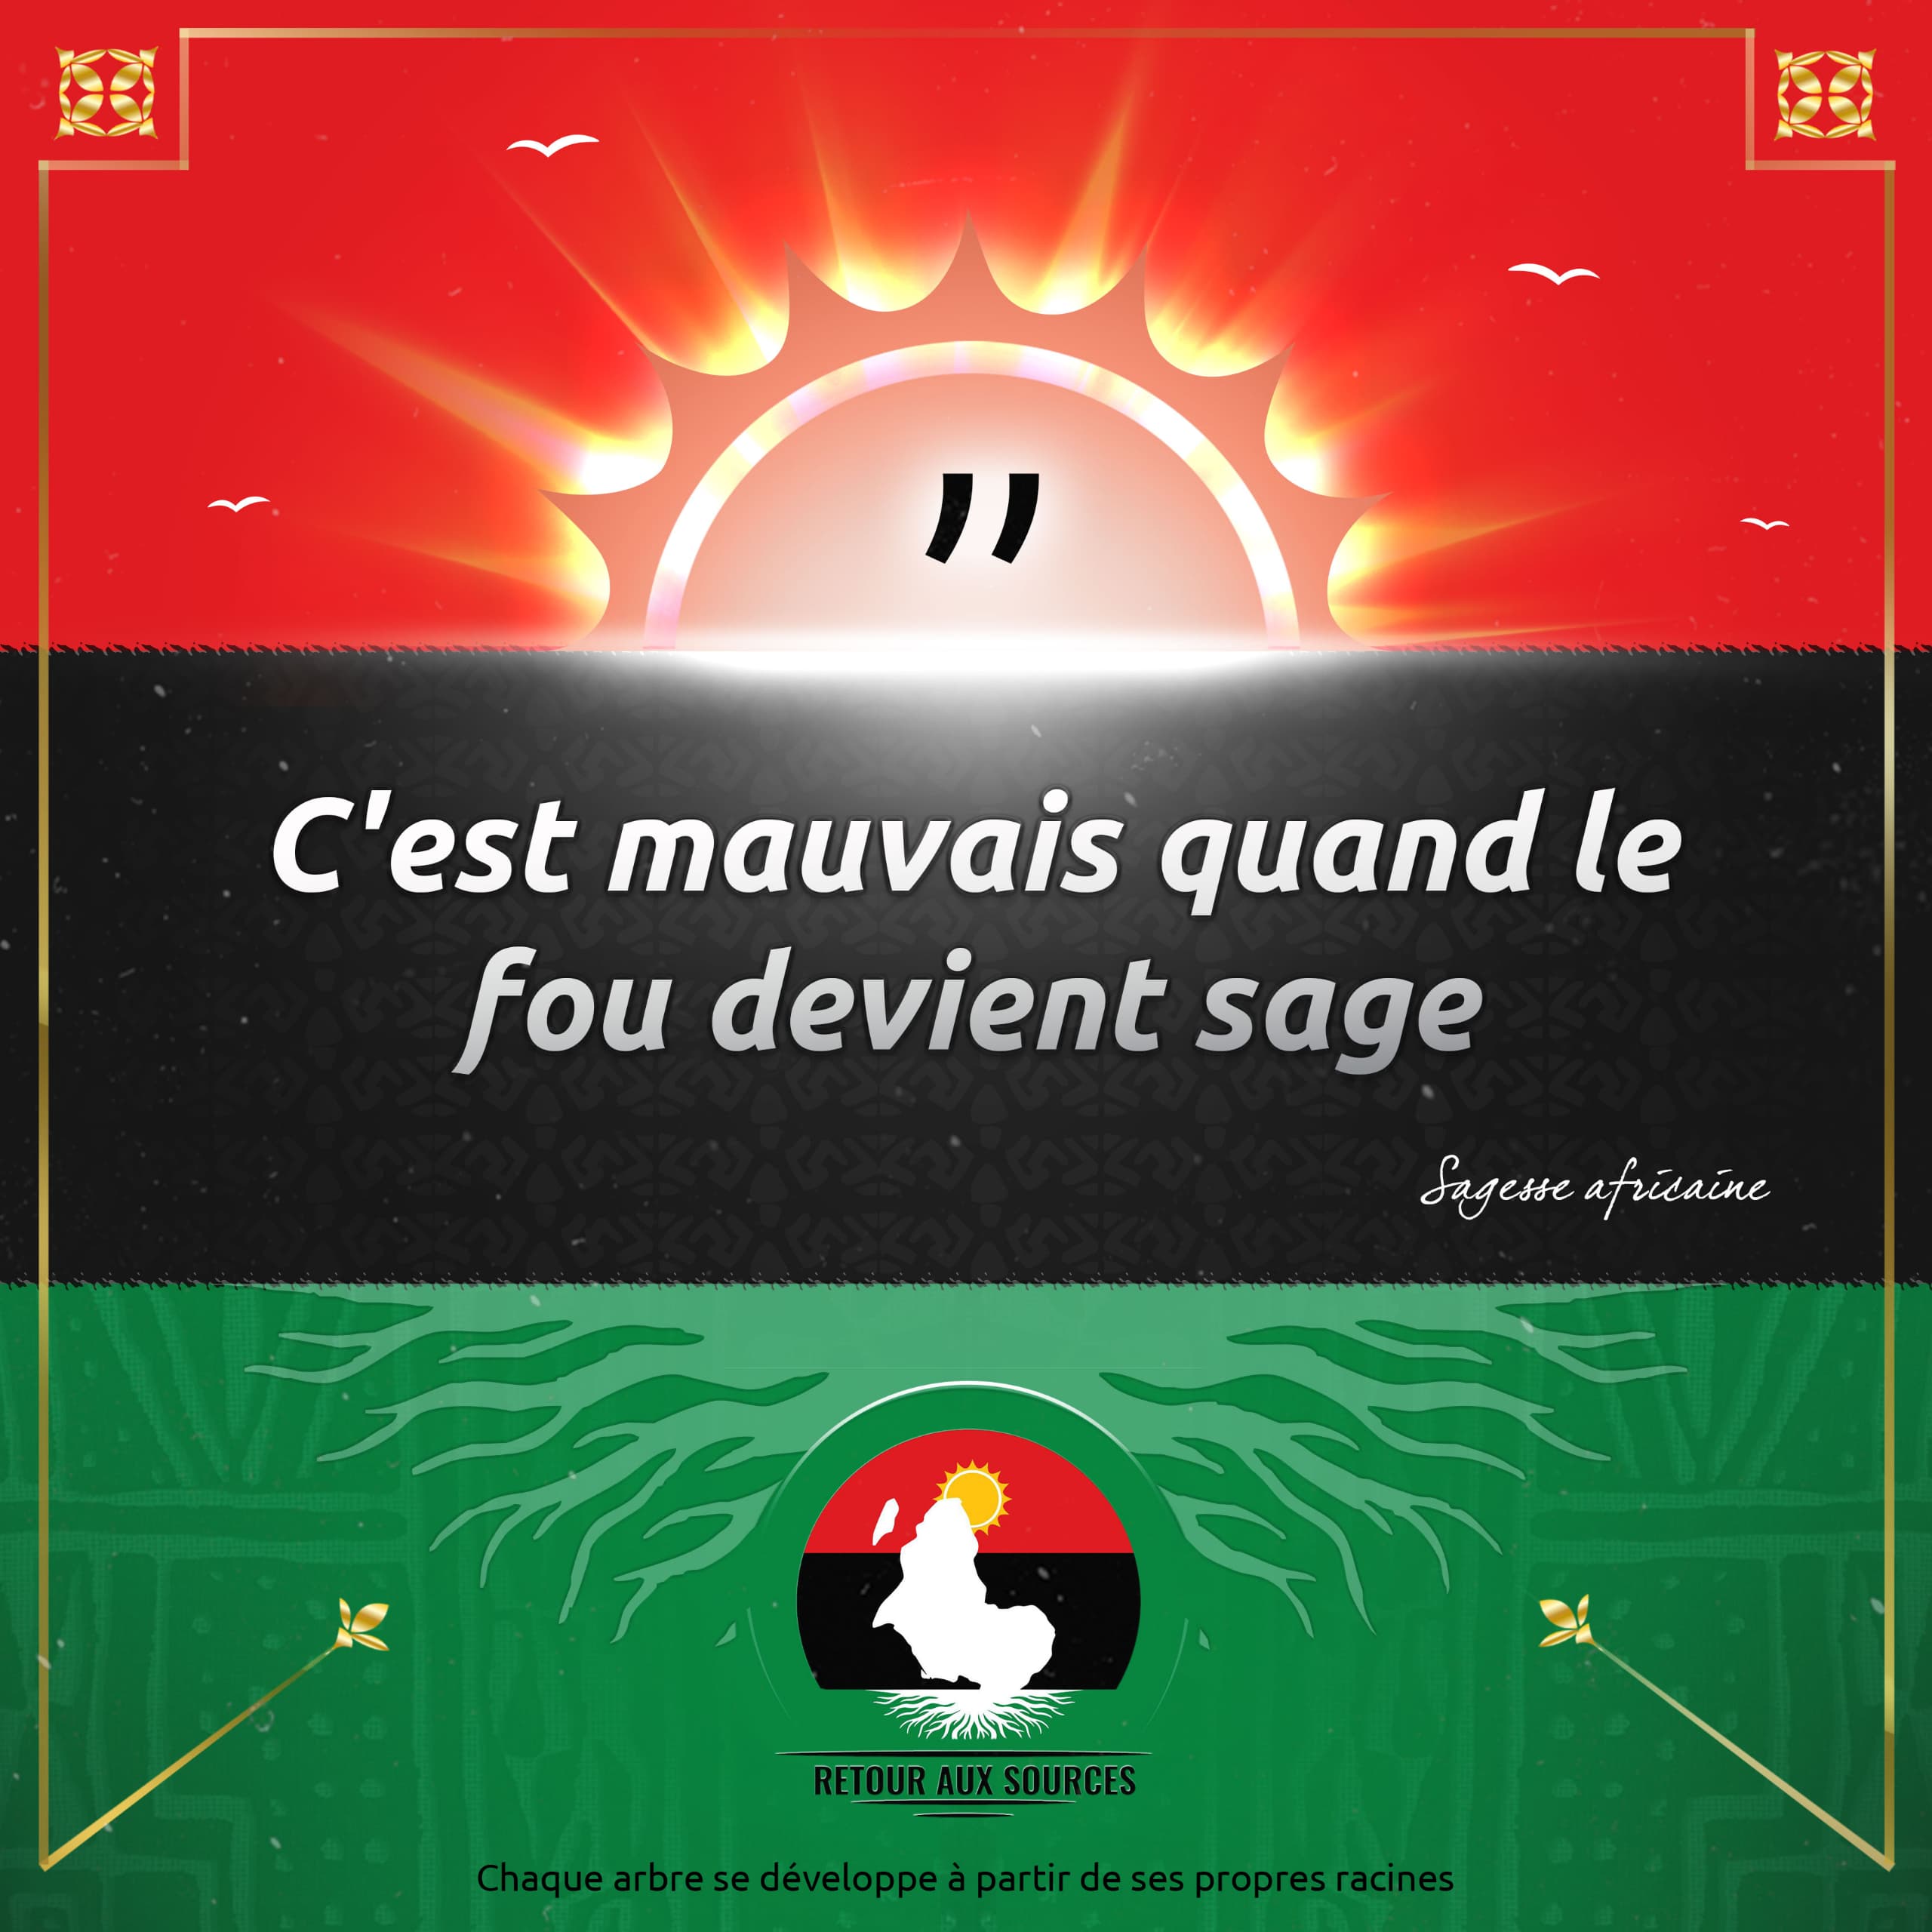 ”
C'est mauvais quand le
fou devient sage
Sagesse africaine
RETOUR AUX SOURCES
Chaque arbre se développe à partir de ses propres racines